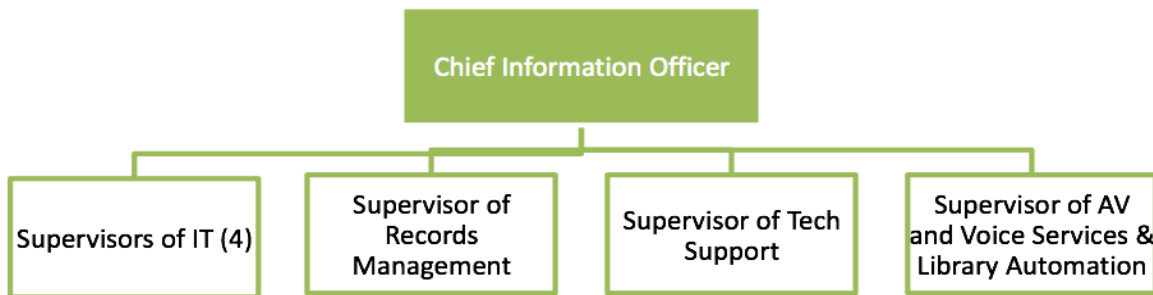 Chief Information Officer
Supervisors of IT (4)
Supervisor of
Records
Management
Supervisor of Tech
Support
Supervisor of AV
and Voice Services &
Library Automation